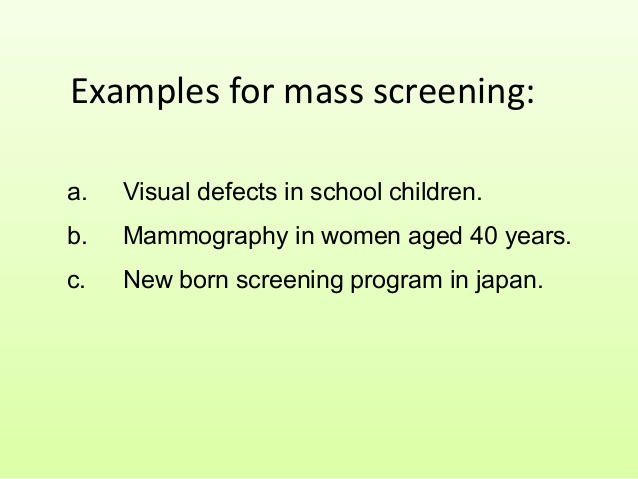 Examples for mass screening:
a. Visual defects in school children.
b. Mammography in women aged 40 years.
c. New born screening program in japan.